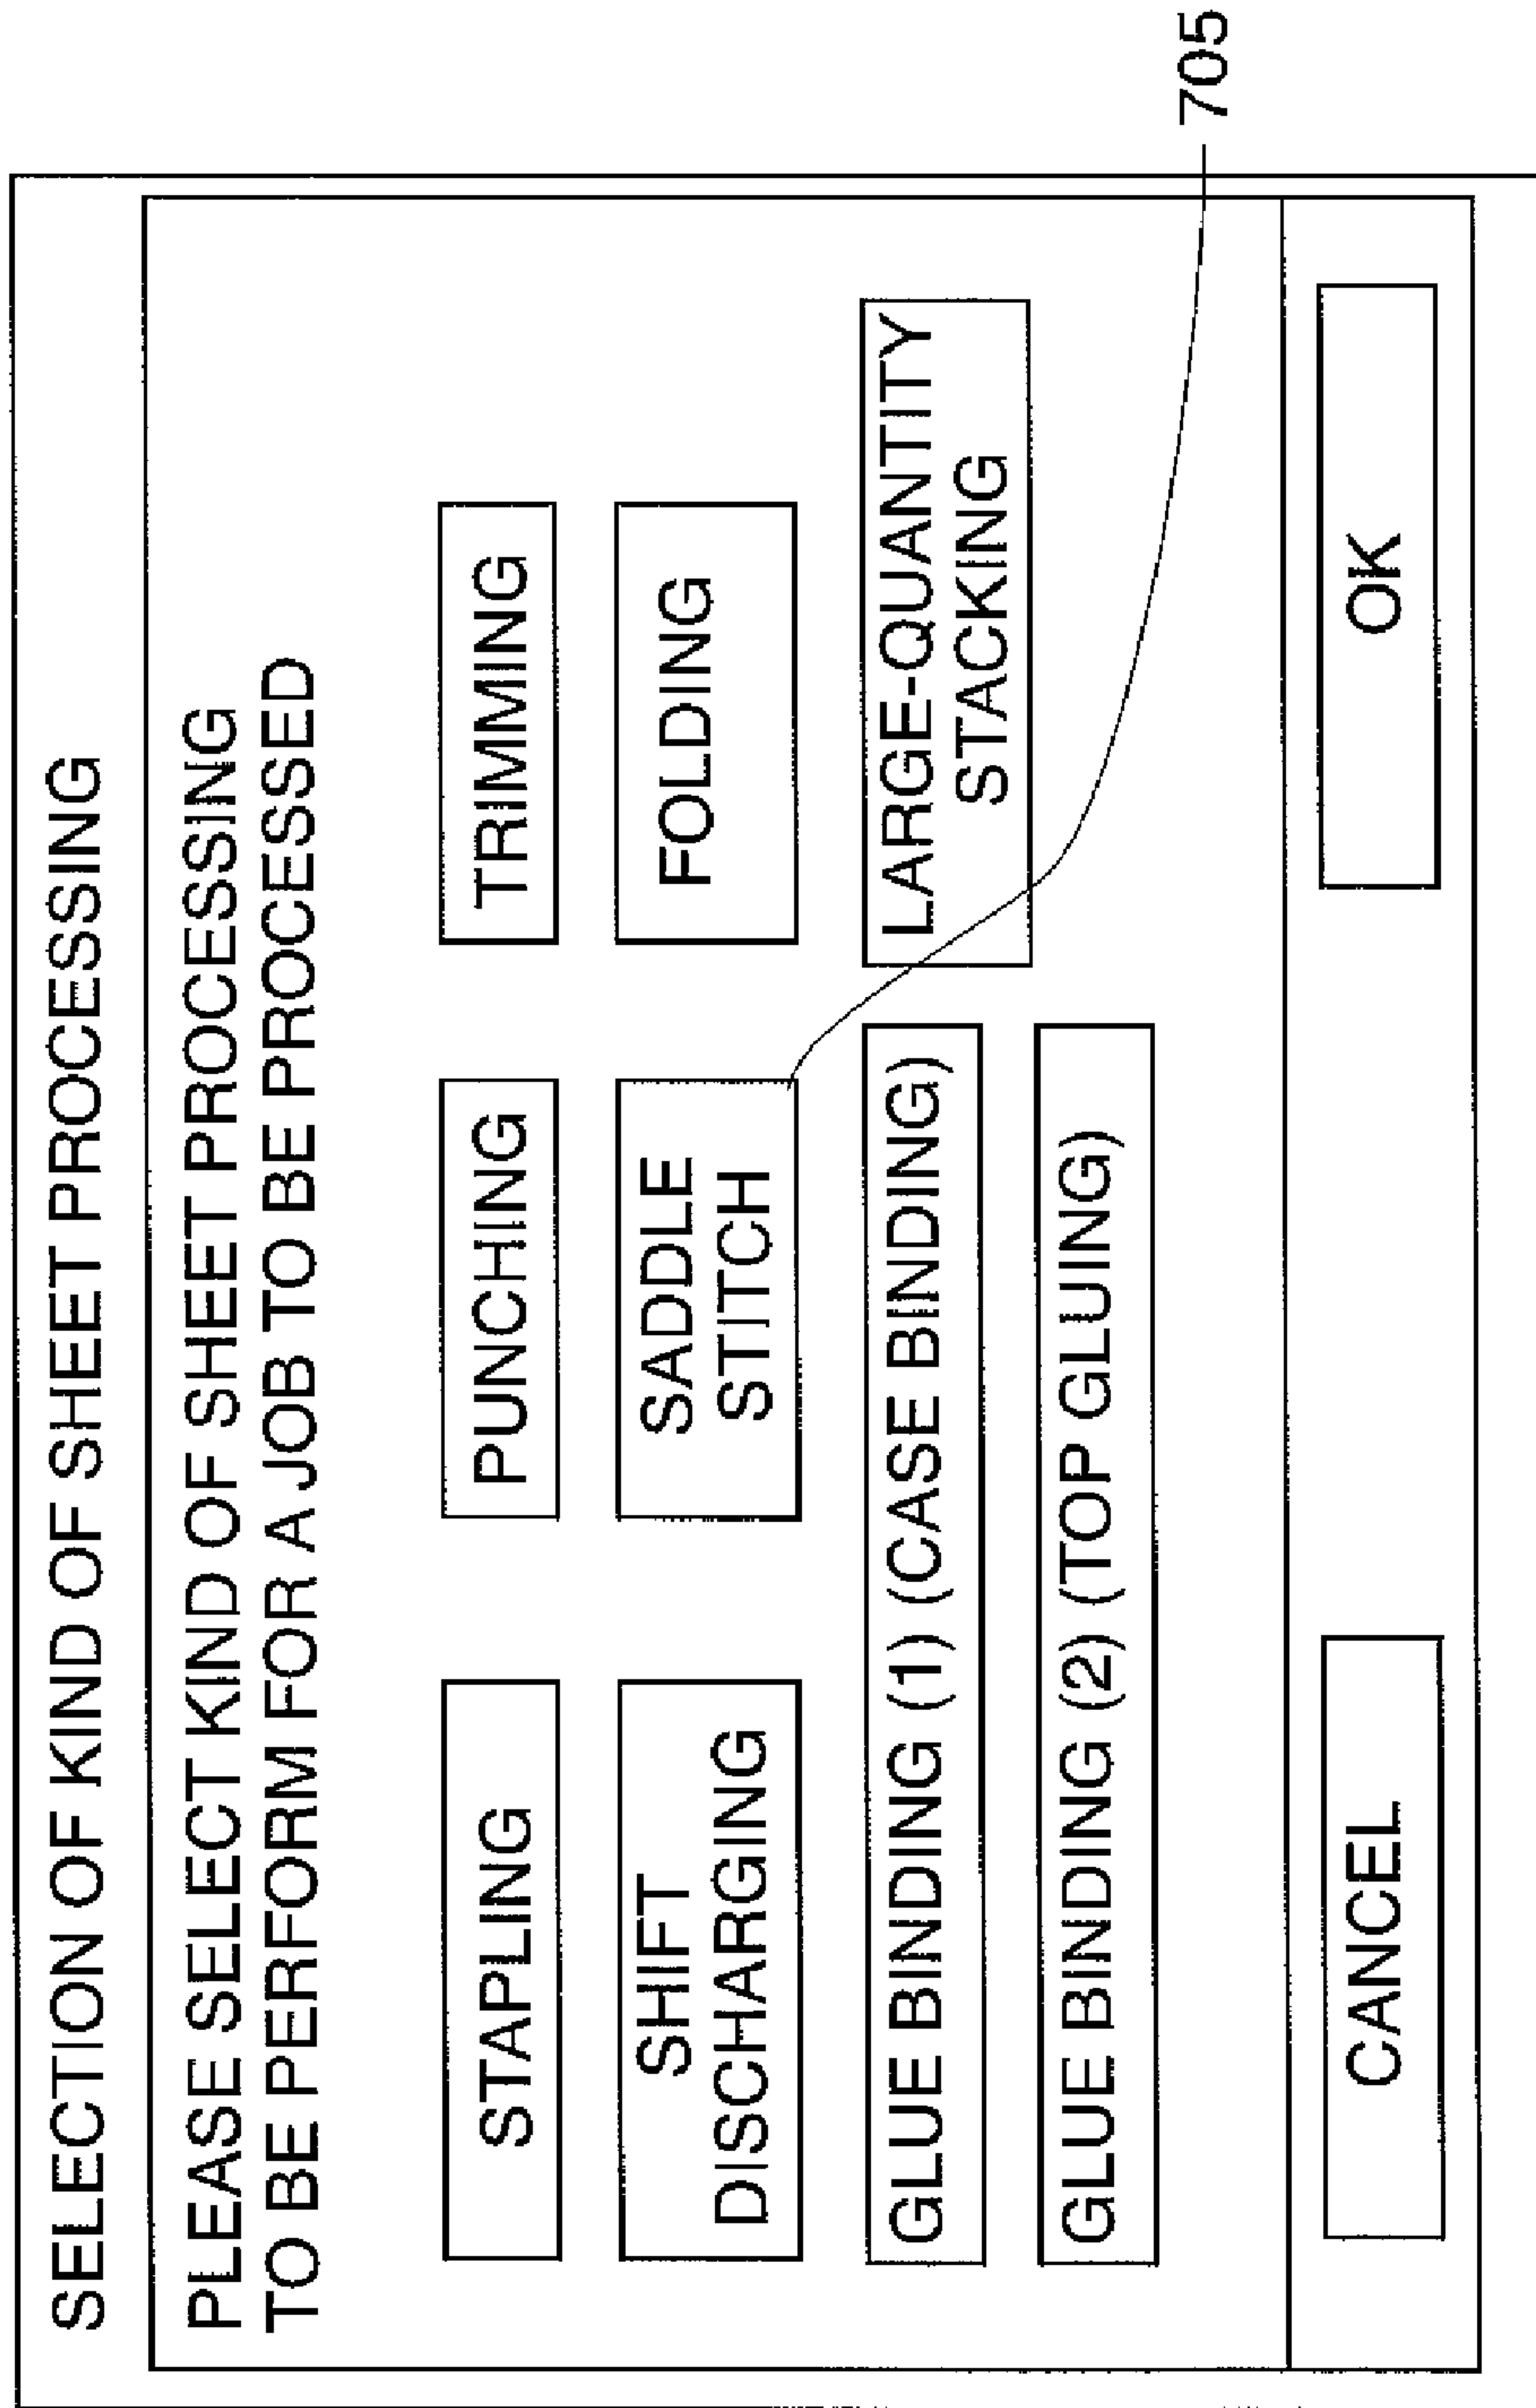 SELECTION OF KIND OF SHEET PROCESSING
PLEASE SELECT KIND OF SHEET PROCESSING
TO BE PERFORM FOR A JOB TO BE PROCESSED
STAPLING
PUNCHING
TRIMMING
SHIFT
DISCHARGING
SADDLE
STITCH
FOLDING
GLUE BINDING (1) (CASE BINDING)
LARGE-QUANTITY
STACKING
GLUE BINDING (2) (TOP GLUING)
CANCEL
OK
705